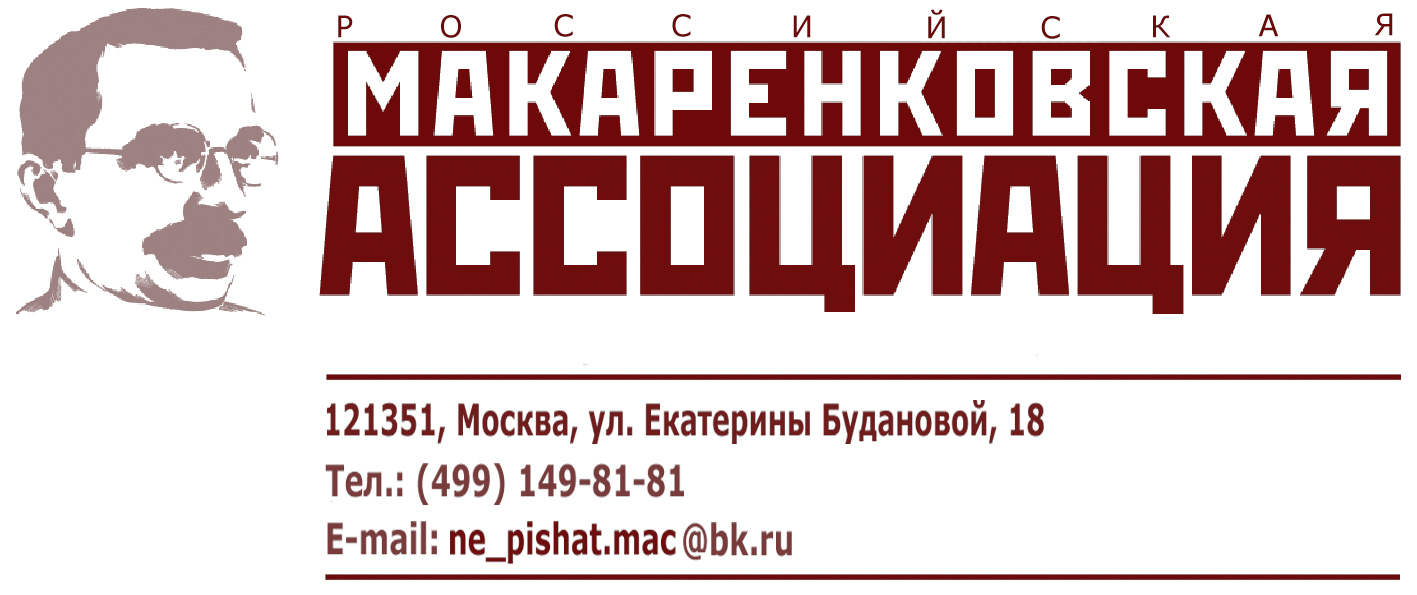 РОССИЙСКАЯ
МАКАРЕНКОВСКАЯ
АССОЦИАЦИЯ
121351, Москва, ул. Екатерины Будановой, 18
Тел.: (499) 149-81-81
E-mail: ne_pishat.mac@bk.ru